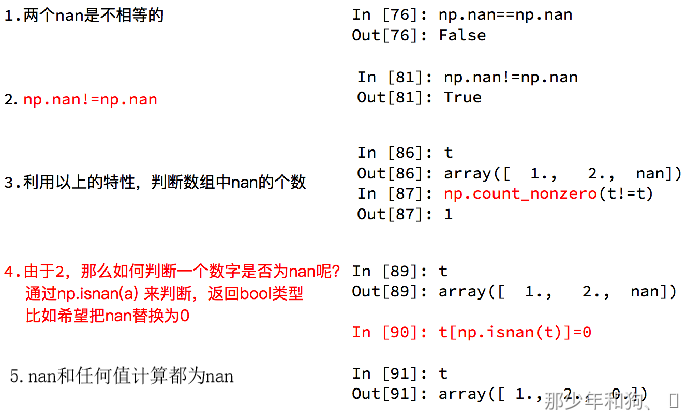 1.两个nan是不相等的
In [76]: np.nan==np.nan
Out[76]: False
2.np.nan!=np.nan
In [81]: np.nan!=np.nan
Out[81]: True
3.利用以上的特性，判断数组中nan的个数
In [86]: t
Out[86]: array([  1.,   2.,  nan])
In [87]: np.count_nonzero(t!=t)
Out[87]: 1
4.由于2，那么如何判断一个数字是否为nan呢?
通过np.isnan(a) 来判断，返回bool类型
比如希望把nan替换为0
In [89]: t
Out[89]: array([  1.,   2.,  nan])
In [90]: t[np.isnan(t)]=0
5.nan和任何值计算都为nan
In [91]: t
Out[91]: array([ 1.,  2.,  0.])
那少年和狗、